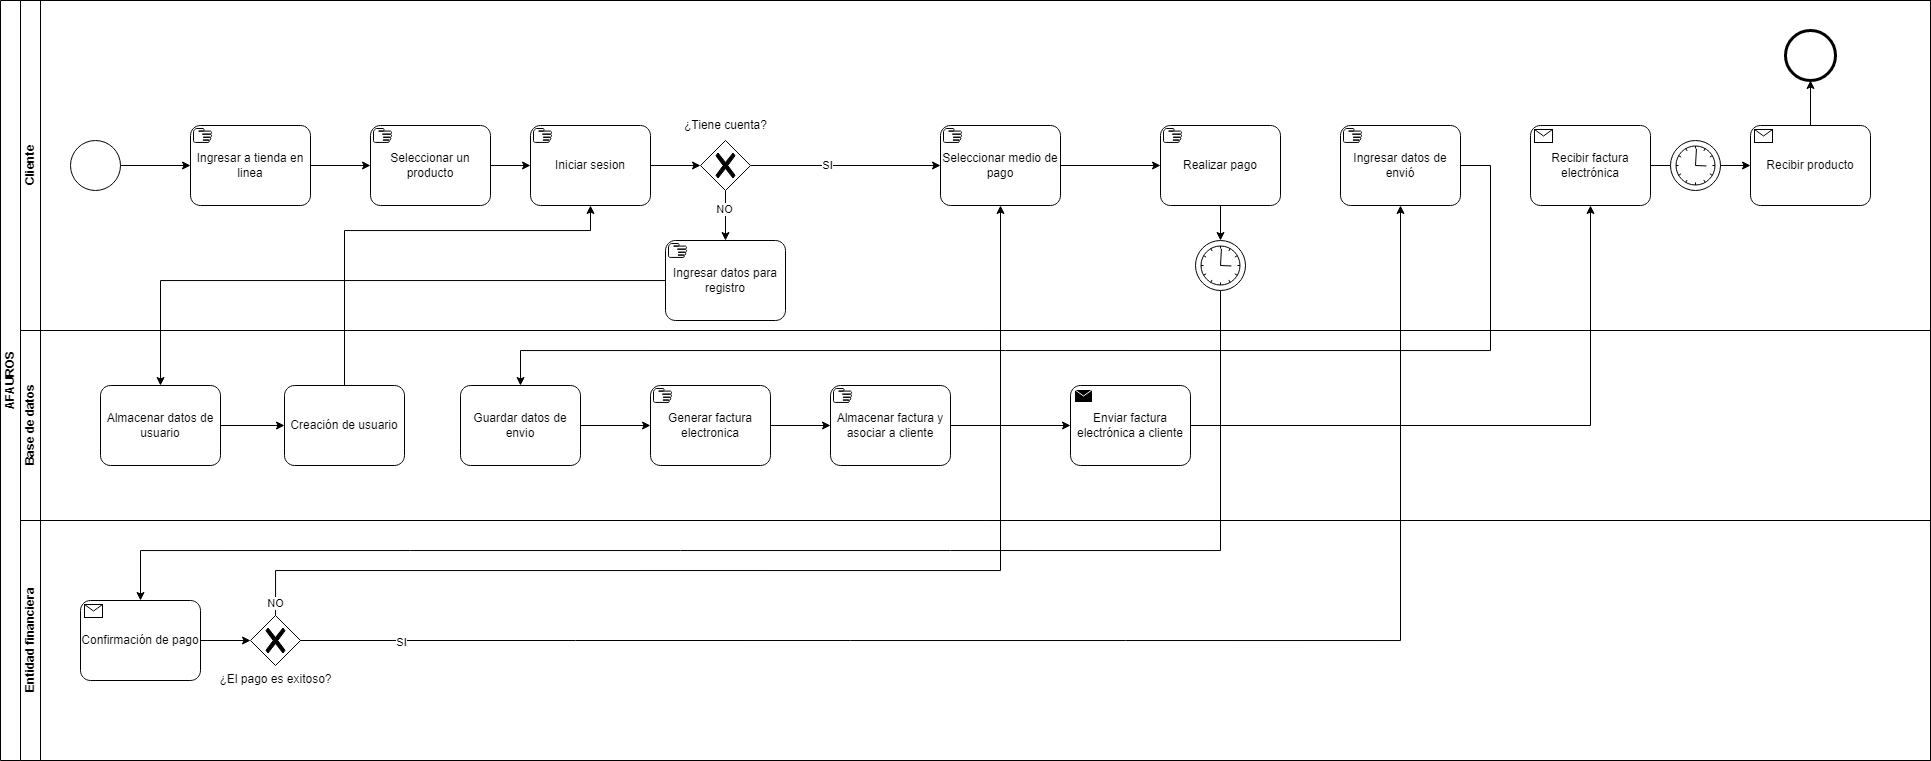 AFAUROS
Cliente
Ingresar a tienda en
linea
Seleccionar un
producto
Iniciar sesion
¿Tiene cuenta?
SI
NO
Ingresar datos para
registro
Seleccionar medio de
pago
Realizar pago
Ingresar datos de
envió
Recibir factura
electrónica
Recibir producto
Base de datos
Almacenar datos de
usuario
Creación de usuario
Guardar datos de
envio
Generar factura
electronica
Almacenar factura y
asociar a cliente
Enviar factura
electrónica a cliente
Entidad financiera
Confirmación de pago
NO
SI
¿El pago es exitoso?